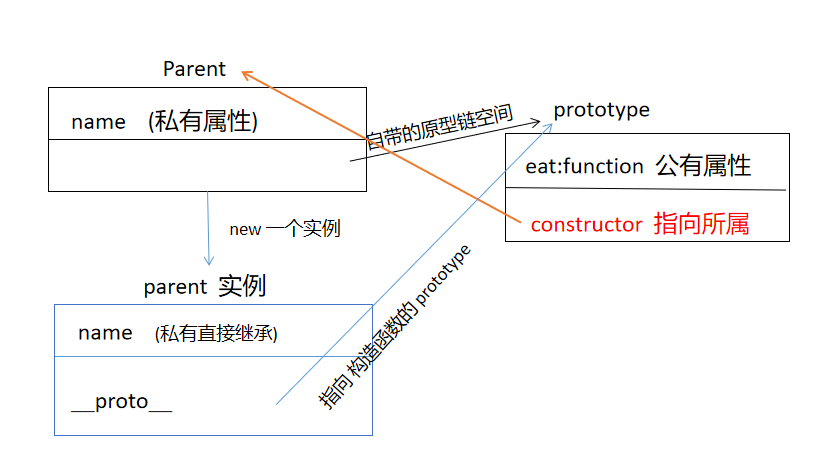 Parent
name (私有属性)
自带的原型链空间
prototype
eat:function 公有属性
constructor 指向所属
new 一个实例
parent 实例
name (私有直接继承)
__proto__
指向 构造函数的 prototype